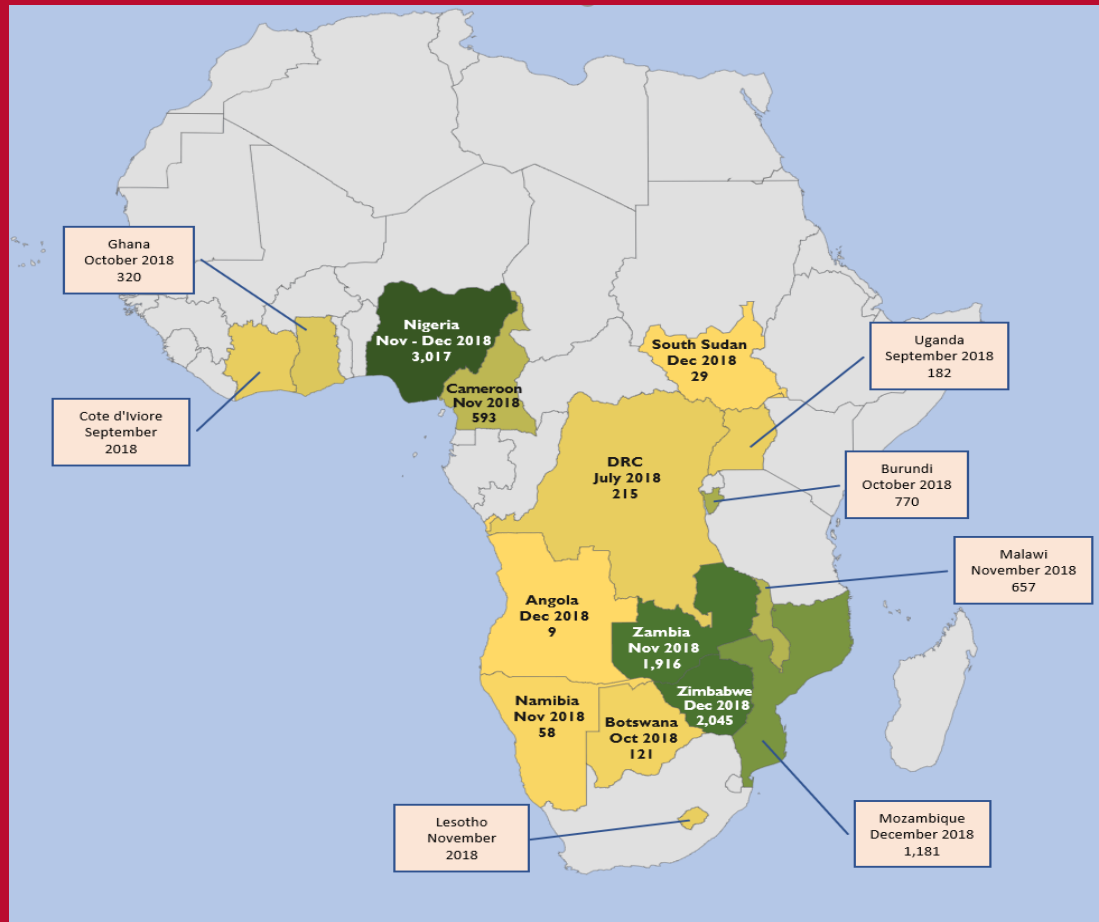 Ghana
October 2018
320
Nigeria
Nov - Dec 2018
3,017
Cameroon
Nov 2018
593
South Sudan
Dec 2018
29
Uganda
September 2018
182
Cote d'Iviore
September
2018
DRC
July 2018
215
Burundi
October 2018
770
Malawi
November 2018
657
Angola
Dec 2018
9
Zambia
Nov 2018
1,916
Zimbabwe
Dec 2018
2,045
Namibia
Nov 2018
58
Botswana
Oct 2018
121
Lesotho
November
2018
Mozambique
December 2018
1,181